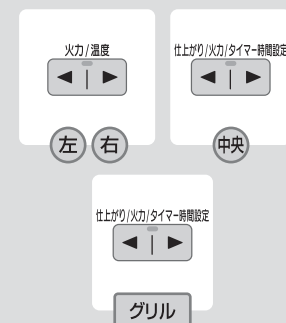 火力/温度
◀ | ▶
左 右
仕上がり/火力/タイマー時間設定
◀ | ▶
中央
仕上がり/火力/タイマー時間設定
◀ | ▶
グリル